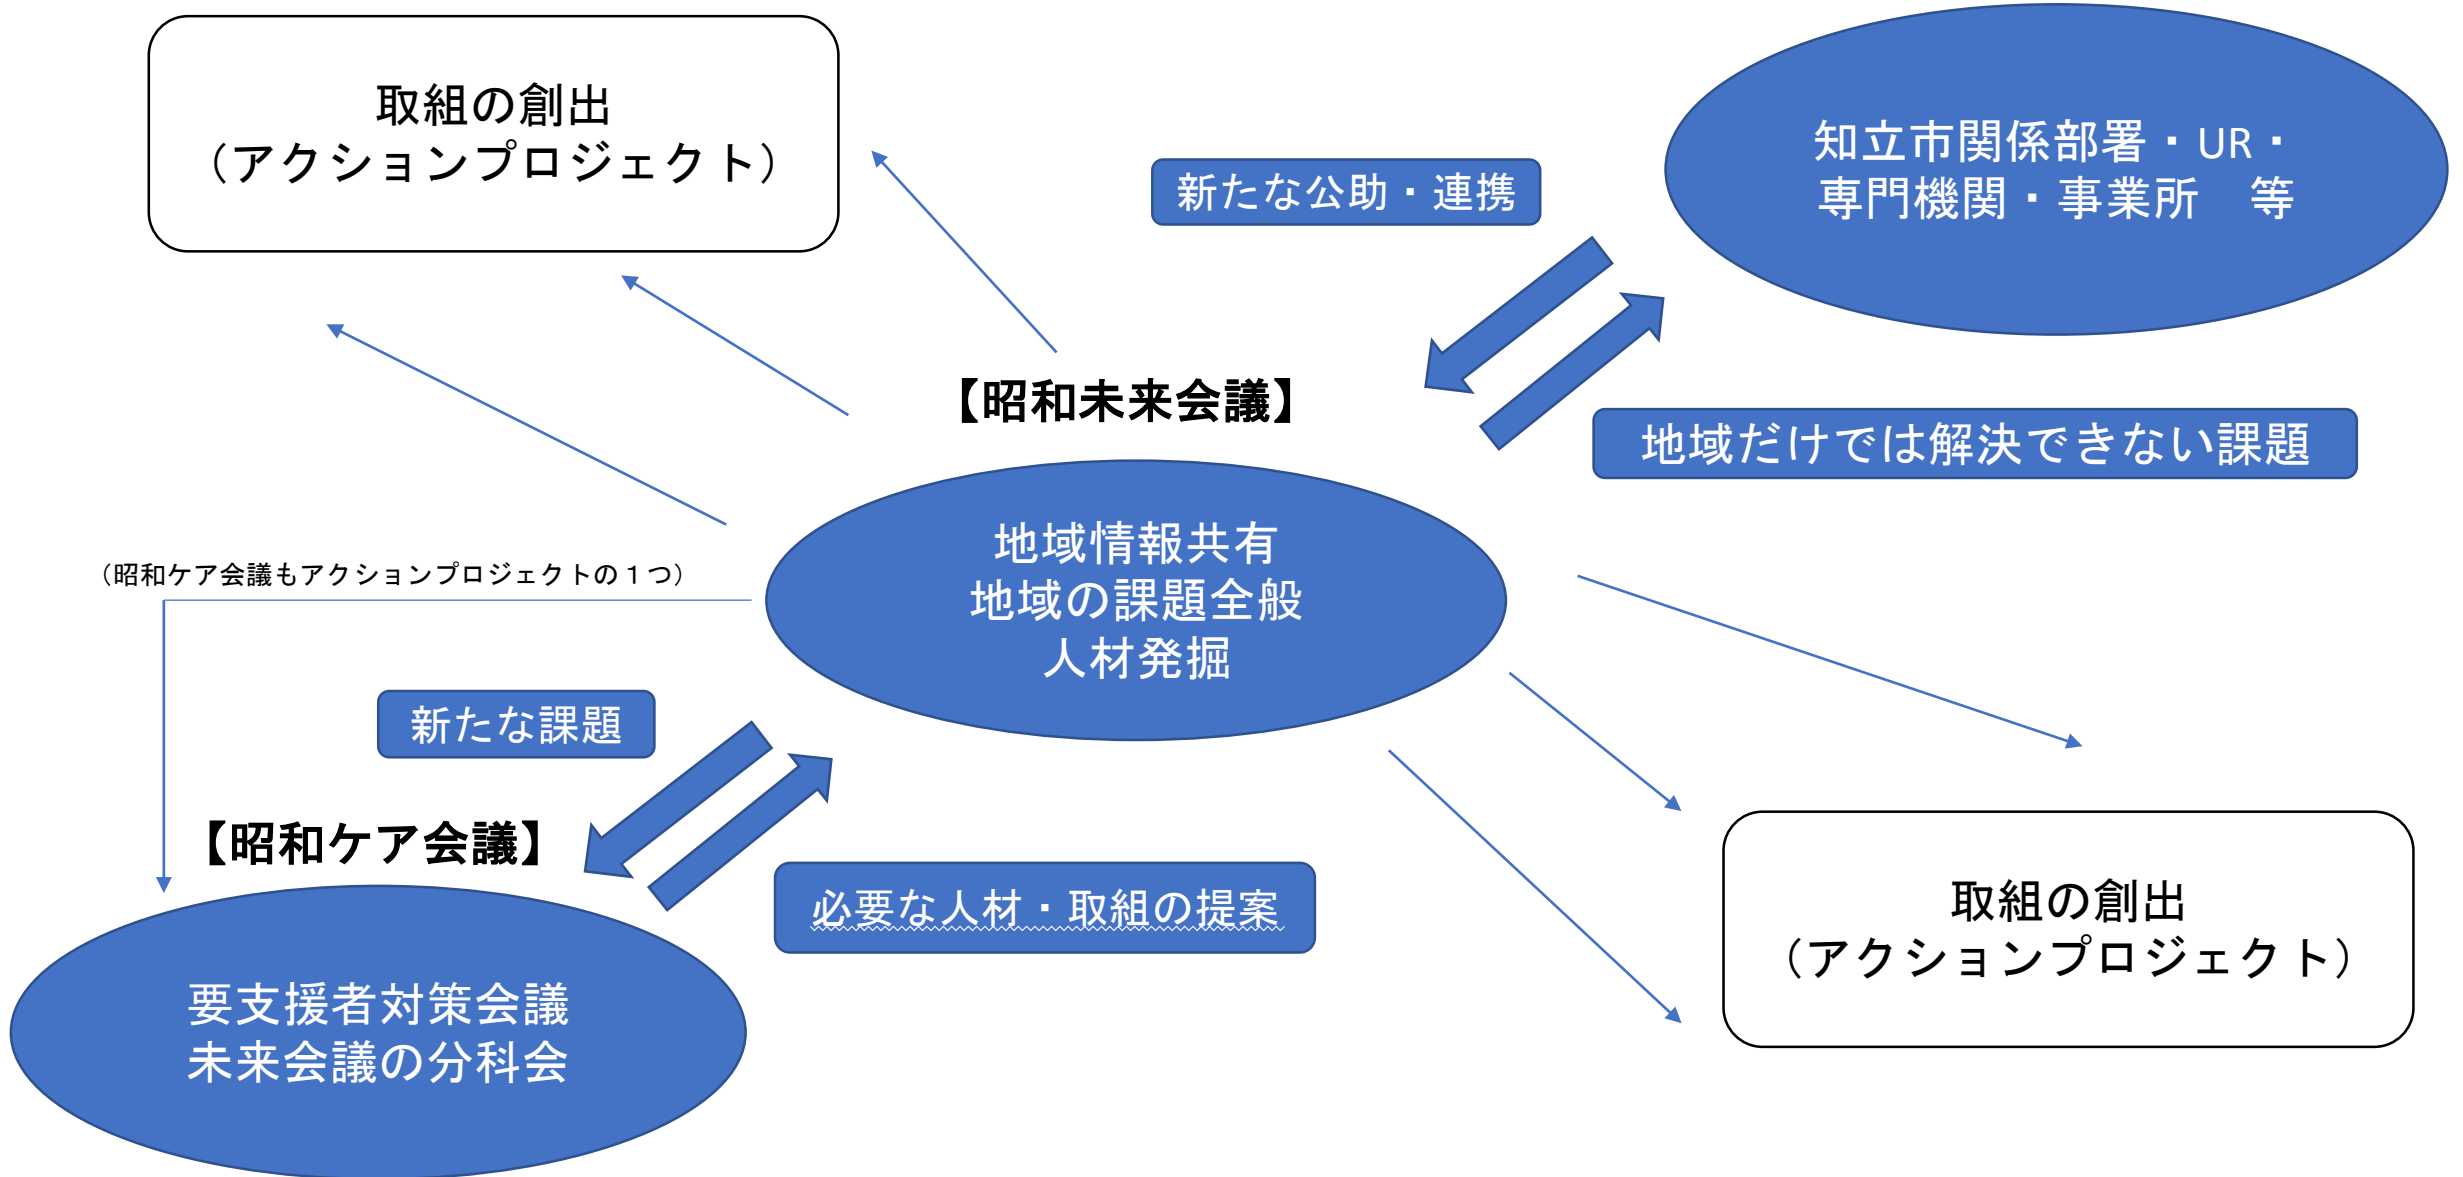 取組の創出
（アクションプロジェクト）
知立市関係部署・UR・
専門機関・事業所　等
新たな公助・連携
【昭和未来会議】
地域だけでは解決できない課題
地域情報共有
地域の課題全般
人材発掘
（昭和ケア会議もアクションプロジェクトの１つ）
新たな課題
【昭和ケア会議】
必要な人材・取組の提案
取組の創出
（アクションプロジェクト）
要支援者対策会議
未来会議の分科会